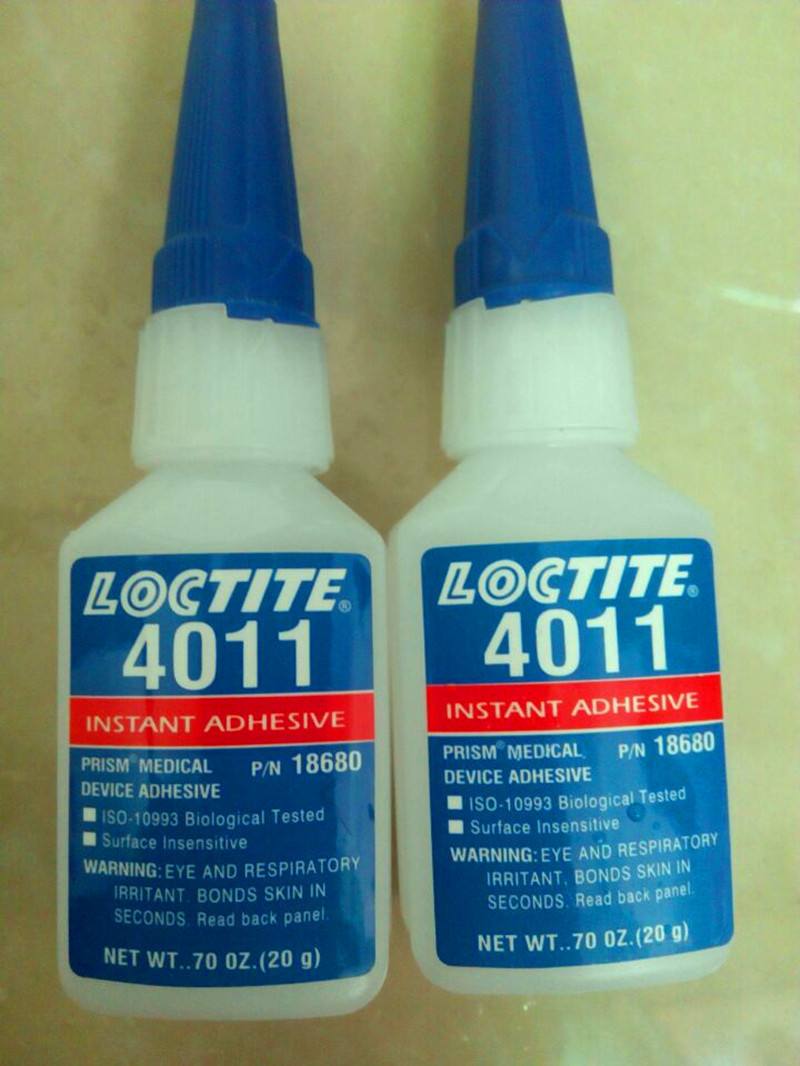 LOCTITE®
4011
INSTANT ADHESIVE
PRISM® MEDICAL P/N 18680
DEVICE ADHESIVE
ISO-10993 Biological Tested
Surface Insensitive
WARNING: EYE AND RESPIRATORY
IRRITANT. BONDS SKIN IN
SECONDS. Read back panel.
NET WT..70 OZ.(20 g)
LOCTITE®
4011
INSTANT ADHESIVE
PRISM® MEDICAL P/N 18680
DEVICE ADHESIVE
ISO-10993 Biological Tested
Surface Insensitive
WARNING: EYE AND RESPIRATORY
IRRITANT, BONDS SKIN IN
SECONDS. Read back panel.
NET WT..70 OZ.(20 g)